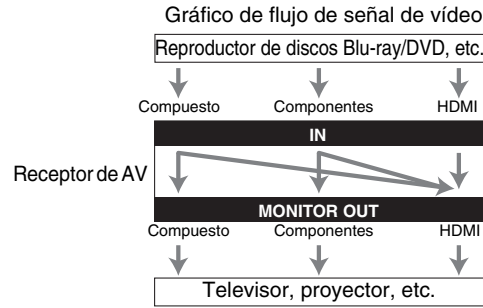 Gráfico de flujo de señal de vídeo
Reproductor de discos Blu-ray/DVD, etc.
Compuesto Componentes HDMI
IN
Receptor de AV
MONITOR OUT
Compuesto Componentes HDMI
Televisor, proyector, etc.